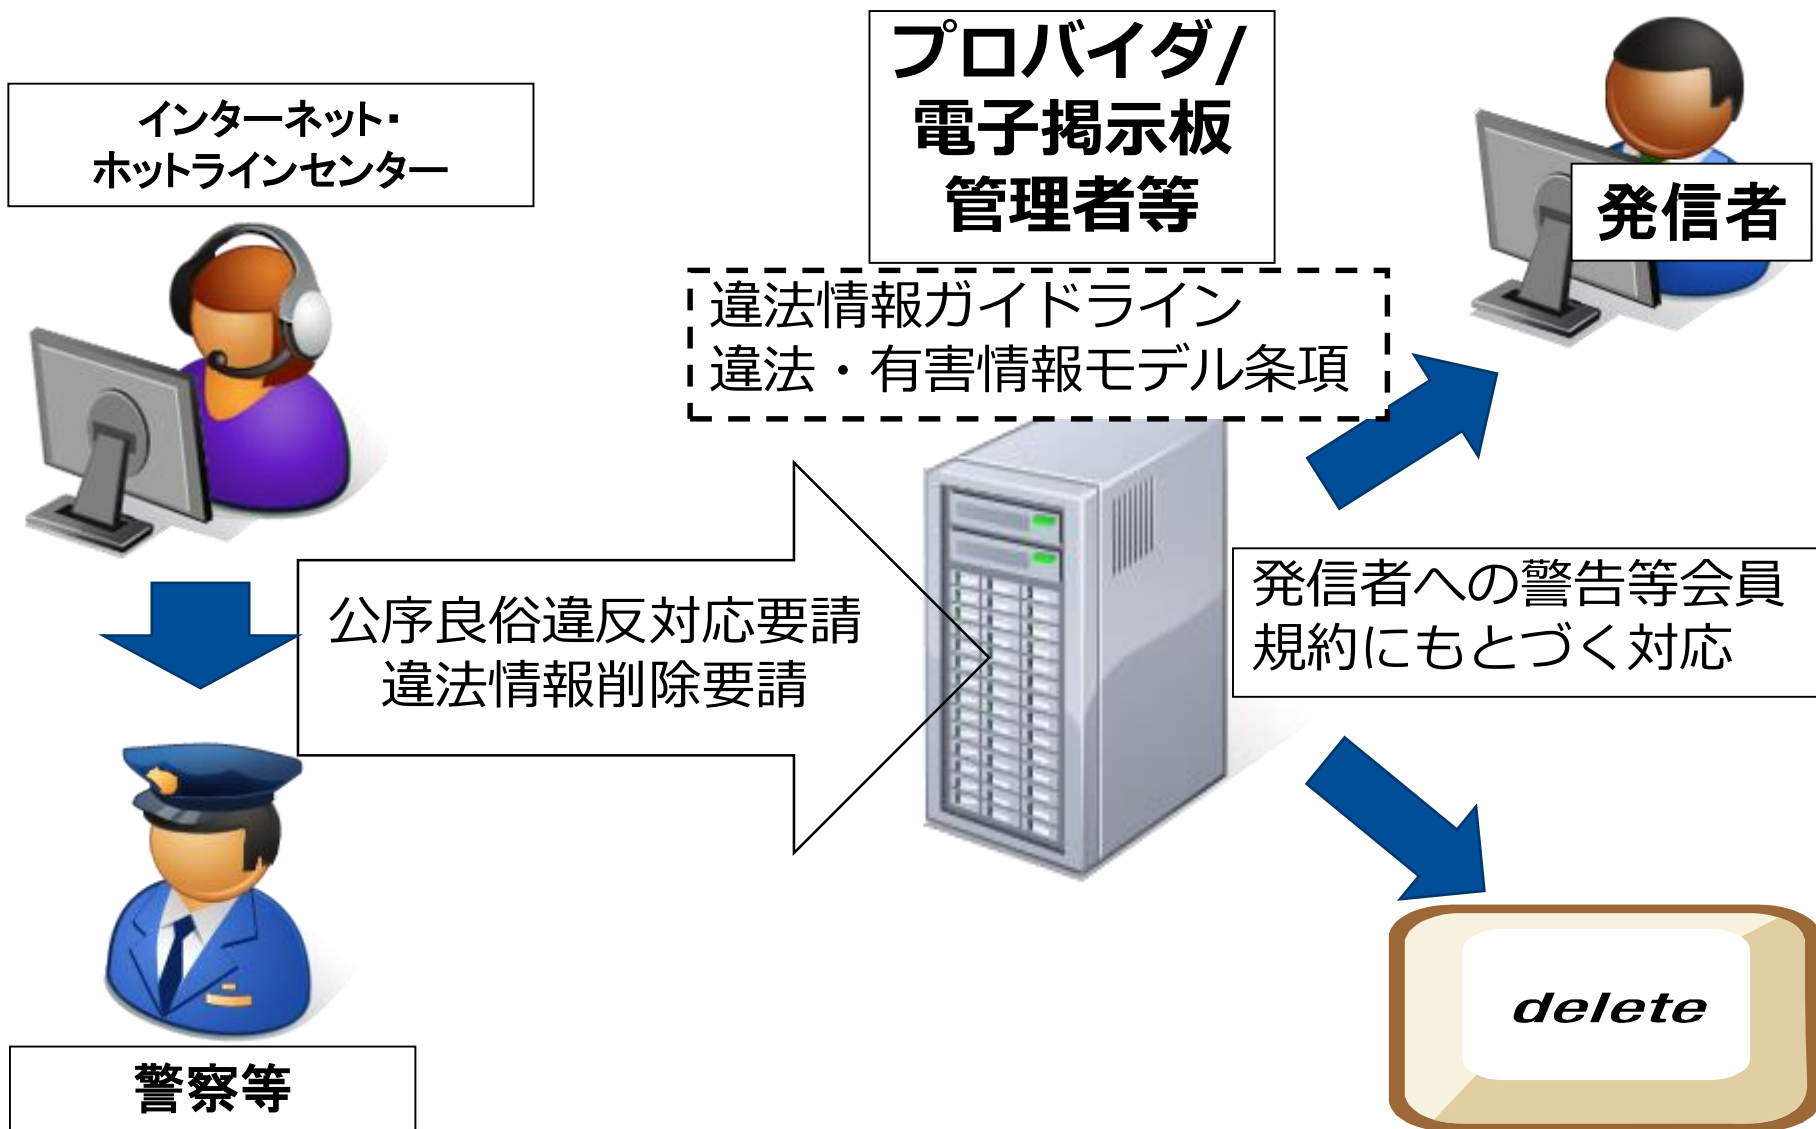 インターネット・
ホットラインセンター
プロバイダ/
電子掲示板
管理者等
発信者
違法情報ガイドライン
違法・有害情報モデル条項
公序良俗違反対応要請
違法情報削除要請
発信者への警告等会員
規約にもとづく対応
警察等
delete